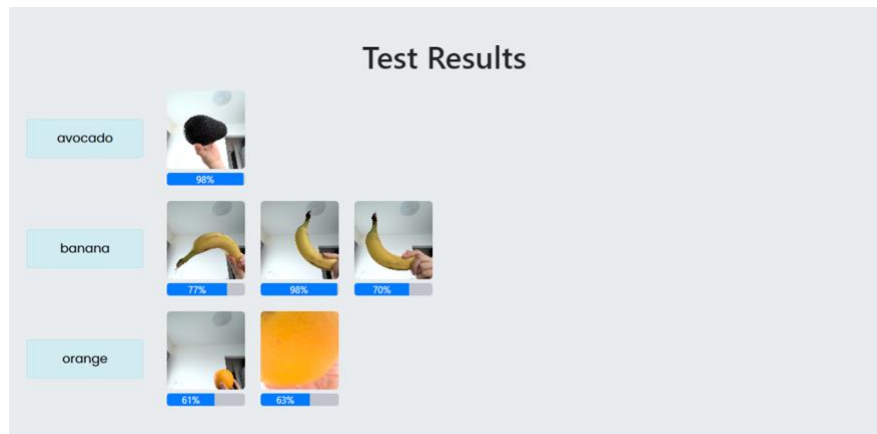 Test Results
avocado
98%
banana
77% 98% 70%
orange
61% 63%